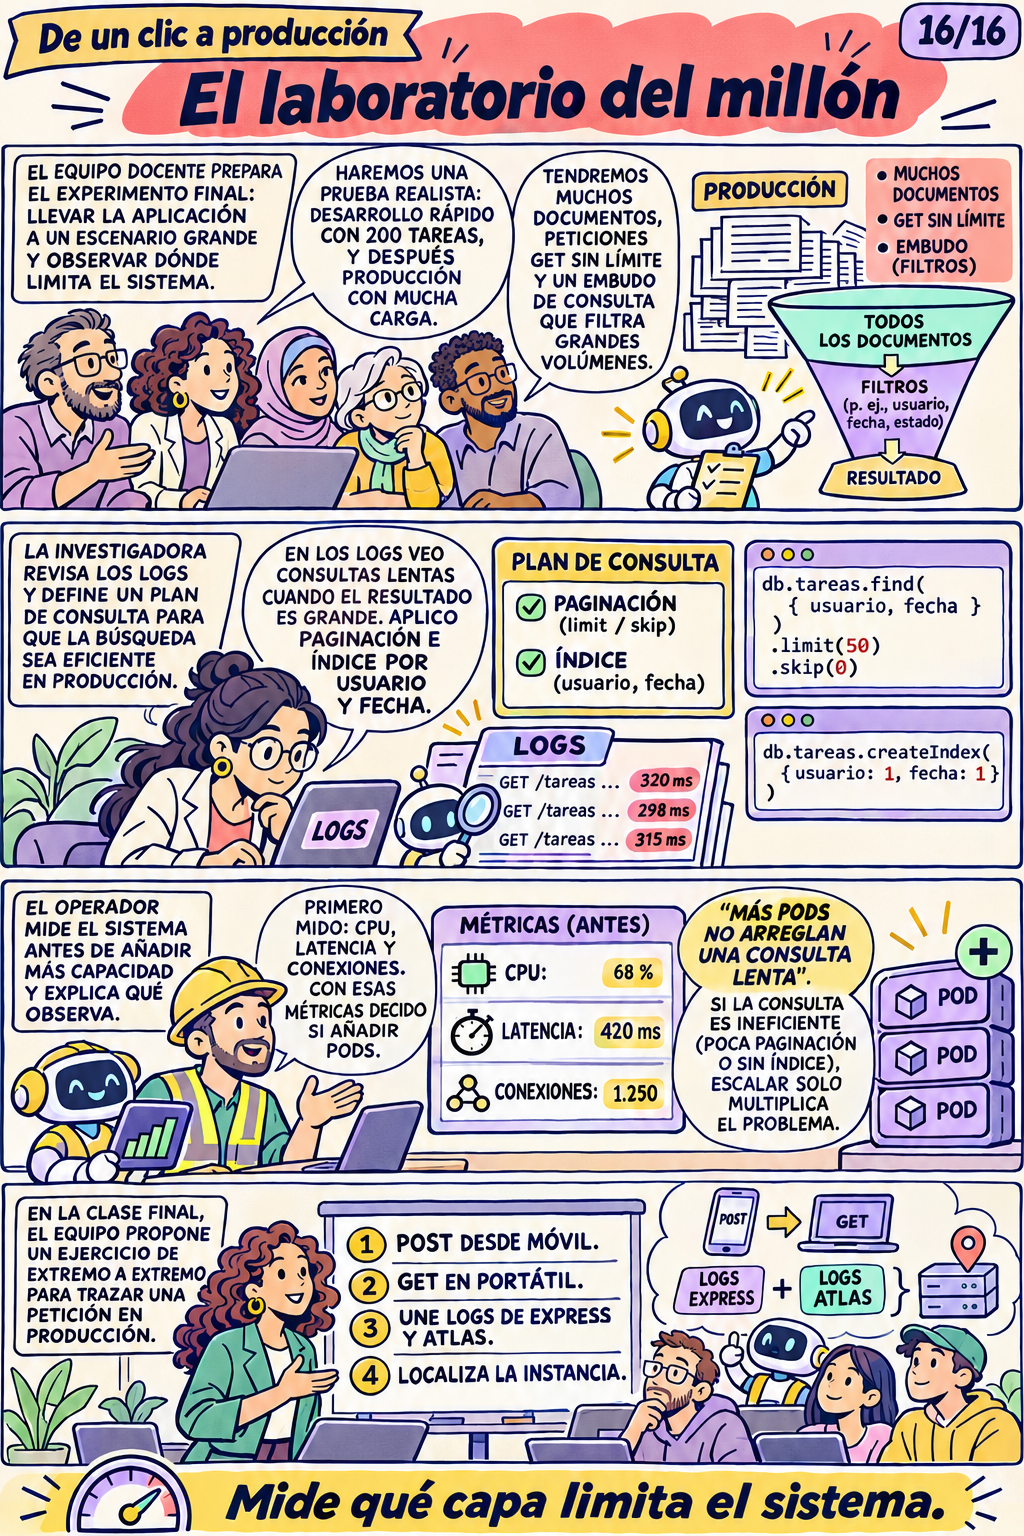 De un clic a producción
16/16
El laboratorio del millón
EL EQUIPO DOCENTE PREPARA
EL EXPERIMENTO FINAL:
LLEVAR LA APLICACIÓN
A UN ESCENARIO GRANDE
Y OBSERVAR DÓNDE
LIMITA EL SISTEMA.
HAREMOS UNA
PRUEBA REALISTA:
DESARROLLO RÁPIDO
CON 200 TAREAS,
Y DESPUÉS
PRODUCCIÓN
CON MUCHA
CARGA.
TENDREMOS
MUCHOS
DOCUMENTOS,
PETICIONES
GET SIN LÍMITE
Y UN EMBUDO
DE CONSULTA
QUE FILTRA
GRANDES
VOLÚMENES.
PRODUCCIÓN
• MUCHOS
DOCUMENTOS
• GET SIN LÍMITE
• EMBUDO
(FILTROS)
TODOS
LOS DOCUMENTOS
FILTROS
(p. ej., usuario,
fecha, estado)
RESULTADO
LA INVESTIGADORA
REVISA LOS LOGS
Y DEFINE UN PLAN
DE CONSULTA PARA
QUE LA BÚSQUEDA
SEA EFICIENTE
EN PRODUCCIÓN.
EN LOS LOGS VEO
CONSULTAS LENTAS
CUANDO EL RESULTADO
ES GRANDE. APLICO
PAGINACIÓN E
ÍNDICE POR
USUARIO
Y FECHA.
PLAN DE CONSULTA
PAGINACIÓN
(limit / skip)
ÍNDICE
(usuario, fecha)
db.tareas.find(
{ usuario, fecha }
)
.limit(50)
.skip(0)
db.tareas.createIndex(
{ usuario: 1, fecha: 1 }
)
LOGS
LOGS
GET /tareas ... 320 ms
GET /tareas ... 298 ms
GET /tareas ... 315 ms
EL OPERADOR
MIDE EL SISTEMA
ANTES DE AÑADIR
MÁS CAPACIDAD
Y EXPLICA QUÉ
OBSERVA.
PRIMERO
MIDO: CPU,
LATENCIA Y
CONEXIONES.
CON ESAS
MÉTRICAS DECIDO
SI AÑADIR
PODS.
MÉTRICAS (ANTES)
CPU: 68 %
LATENCIA: 420 ms
CONEXIONES: 1.250
“MÁS PODS
NO ARREGLAN
UNA CONSULTA
LENTA”.
SI LA CONSULTA
ES INEFICIENTE
(POCA PAGINACIÓN
O SIN ÍNDICE),
ESCALAR SOLO
MULTIPLICA
EL PROBLEMA.
+
POD
POD
POD
EN LA CLASE FINAL,
EL EQUIPO PROPONE
UN EJERCICIO DE
EXTREMO A EXTREMO
PARA TRAZAR UNA
PETICIÓN EN
PRODUCCIÓN.
1 POST DESDE MÓVIL.
2 GET EN PORTÁTIL.
3 UNE LOGS DE EXPRESS
Y ATLAS.
4 LOCALIZA LA INSTANCIA.
POST
GET
LOGS
EXPRESS
+
LOGS
ATLAS
}
Mide qué capa limita el sistema.